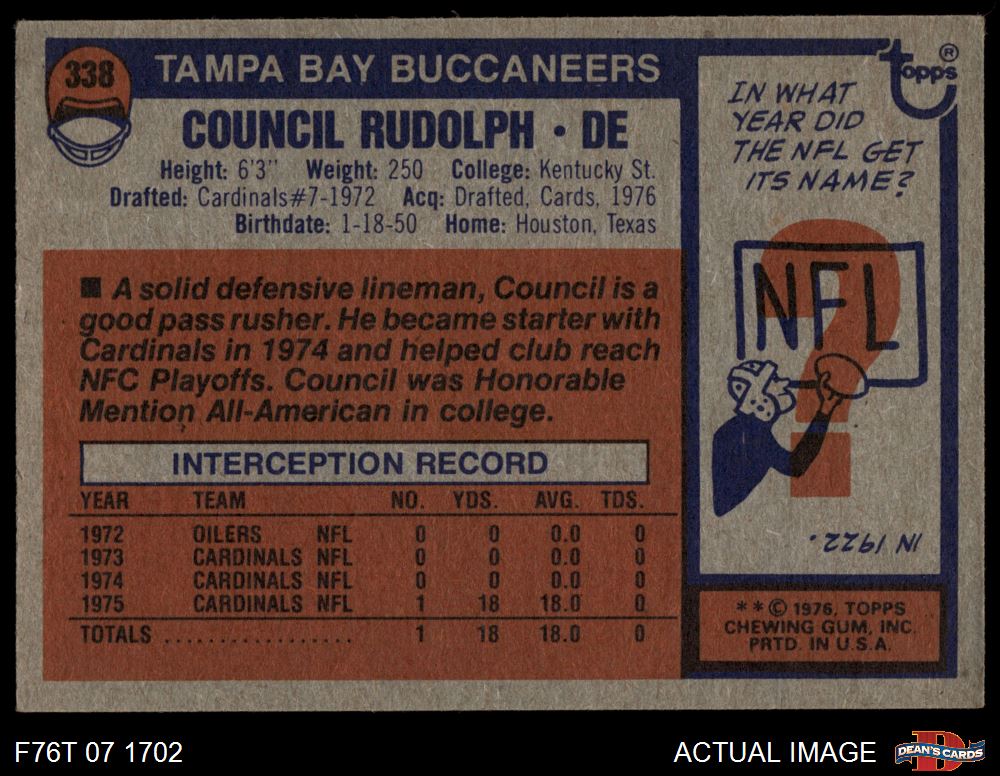 338
TAMPA BAY BUCCANEERS
COUNCIL RUDOLPH • DE
Height: 6'3" Weight: 250 College: Kentucky St.
Drafted: Cardinals#7-1972 Acq: Drafted, Cards, 1976
Birthdate: 1-18-50 Home: Houston, Texas
■ A solid defensive lineman, Council is a
good pass rusher. He became starter with
Cardinals in 1974 and helped club reach
NFC Playoffs. Council was Honorable
Mention All-American in college.
INTERCEPTION RECORD
YEAR TEAM NO. YDS. AVG. TDS.
1972 OILERS NFL 0 0 0.0 0
1973 CARDINALS NFL 0 0 0.0 0
1974 CARDINALS NFL 0 0 0.0 0
1975 CARDINALS NFL 1 18 18.0 0
TOTALS .................. 1 18 18.0 0
topps®
IN WHAT
YEAR DID
THE NFL GET
ITS NAME?
NFL
?
IN 1922.
**© 1976, TOPPS
CHEWING GUM, INC.
PRTD. IN U.S.A.
F76T 07 1702
ACTUAL IMAGE
D
DEAN'S CARDS